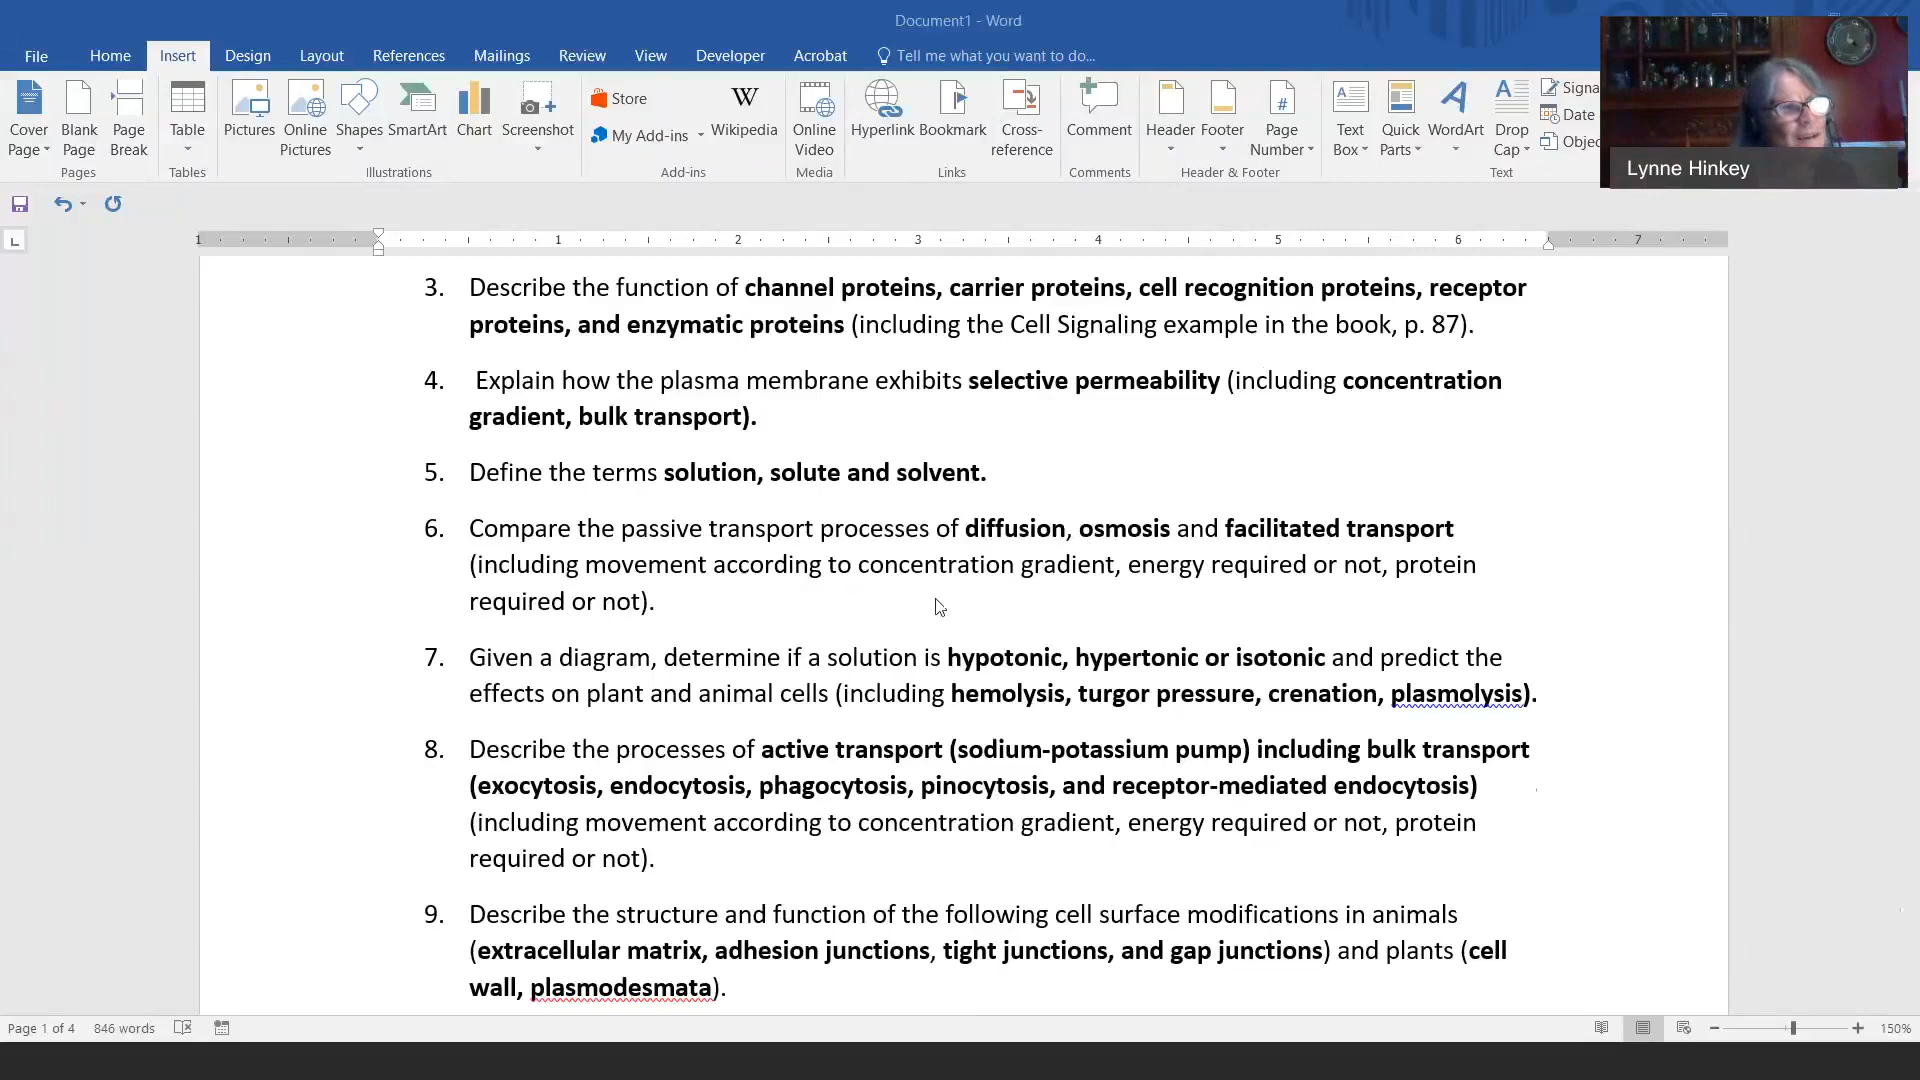 Document1 - Word
File Home Insert Design Layout References Mailings Review View Developer Acrobat Tell me what you want to do...
Cover Page Blank Page Page Break Table Pictures Online Pictures Shapes SmartArt Chart Screenshot Store My Add-ins Wikipedia Online Video Hyperlink Bookmark Cross-reference Comment Header Footer Page Number Text Box Quick Parts WordArt Drop Cap Signa Date Objec
Pages Tables Illustrations Add-ins Media Links Comments Header & Footer Text
Lynne Hinkey
L
1 1 2 3 4 5 6 7
3. Describe the function of channel proteins, carrier proteins, cell recognition proteins, receptor
proteins, and enzymatic proteins (including the Cell Signaling example in the book, p. 87).
4. Explain how the plasma membrane exhibits selective permeability (including concentration
gradient, bulk transport).
5. Define the terms solution, solute and solvent.
6. Compare the passive transport processes of diffusion, osmosis and facilitated transport
(including movement according to concentration gradient, energy required or not, protein
required or not).
7. Given a diagram, determine if a solution is hypotonic, hypertonic or isotonic and predict the
effects on plant and animal cells (including hemolysis, turgor pressure, crenation, plasmolysis).
8. Describe the processes of active transport (sodium-potassium pump) including bulk transport
(exocytosis, endocytosis, phagocytosis, pinocytosis, and receptor-mediated endocytosis)
(including movement according to concentration gradient, energy required or not, protein
required or not).
9. Describe the structure and function of the following cell surface modifications in animals
(extracellular matrix, adhesion junctions, tight junctions, and gap junctions) and plants (cell
wall, plasmodesmata).
Page 1 of 4 846 words 150%